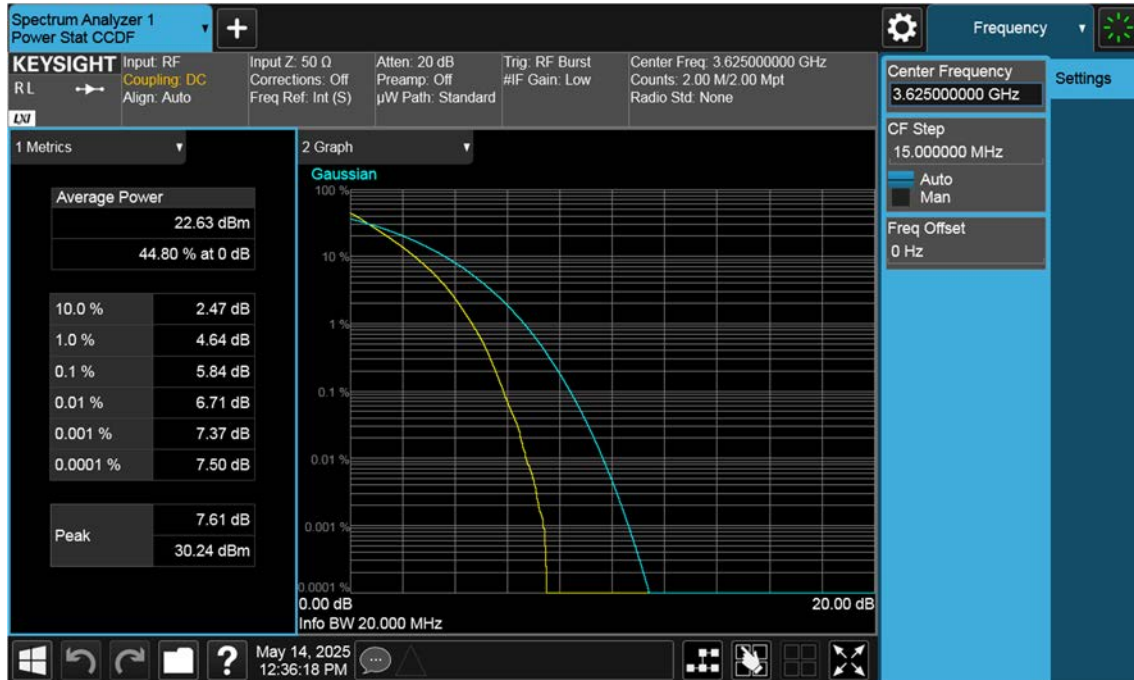 Spectrum Analyzer 1
Power Stat CCDF
Frequency
KEYSIGHT
R L
LXI
Input: RF
Coupling: DC
Align: Auto
Input Z: 50 Ω
Corrections: Off
Freq Ref: Int (S)
Atten: 20 dB
Preamp: Off
µW Path: Standard
Trig: RF Burst
#IF Gain: Low
Center Freq: 3.625000000 GHz
Counts: 2.00 M/2.00 Mpt
Radio Std: None
Center Frequency
3.625000000 GHz
Settings
CF Step
15.000000 MHz
Auto
Man
Freq Offset
0 Hz
1 Metrics
Average Power
22.63 dBm
44.80 % at 0 dB
10.0 % 2.47 dB
1.0 % 4.64 dB
0.1 % 5.84 dB
0.01 % 6.71 dB
0.001 % 7.37 dB
0.0001 % 7.50 dB
Peak 7.61 dB
30.24 dBm
2 Graph
Gaussian
100 %
10 %
1 %
0.1 %
0.01 %
0.001 %
0.0001 %
0.00 dB 20.00 dB
Info BW 20.000 MHz
?
May 14, 2025
12:36:18 PM